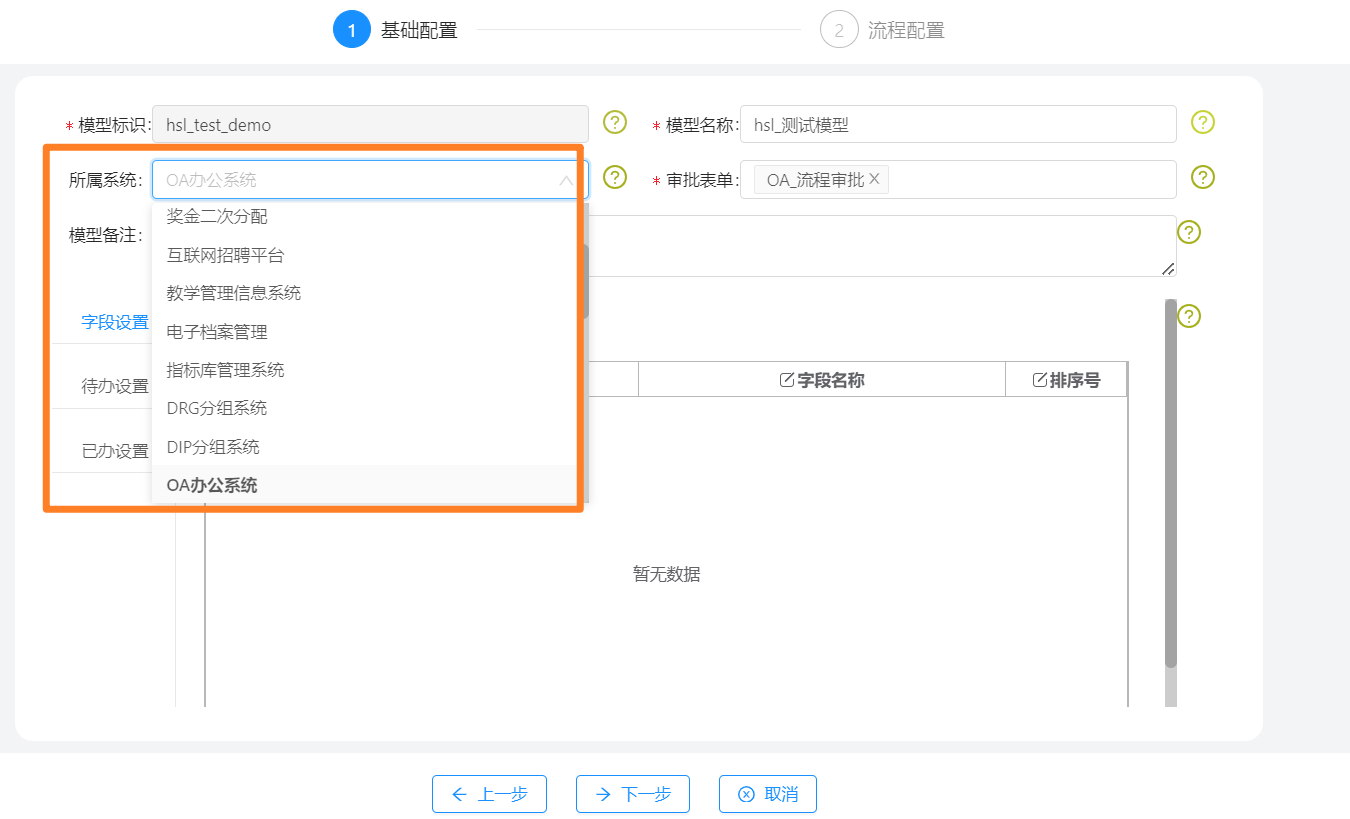 1 基础配置 2 流程配置
* 模型标识: hsl_test_demo ? * 模型名称: hsl_测试模型 ?
所属系统: OA办公系统 ? * 审批表单: OA_流程审批 X ?
奖金二次分配
模型备注: ?
互联网招聘平台
教学管理信息系统
字段设置 ?
电子档案管理
指标库管理系统
待办设置 字段名称 排序号
DRG分组系统
已办设置 DIP分组系统
OA办公系统
暂无数据
上一步 下一步 取消